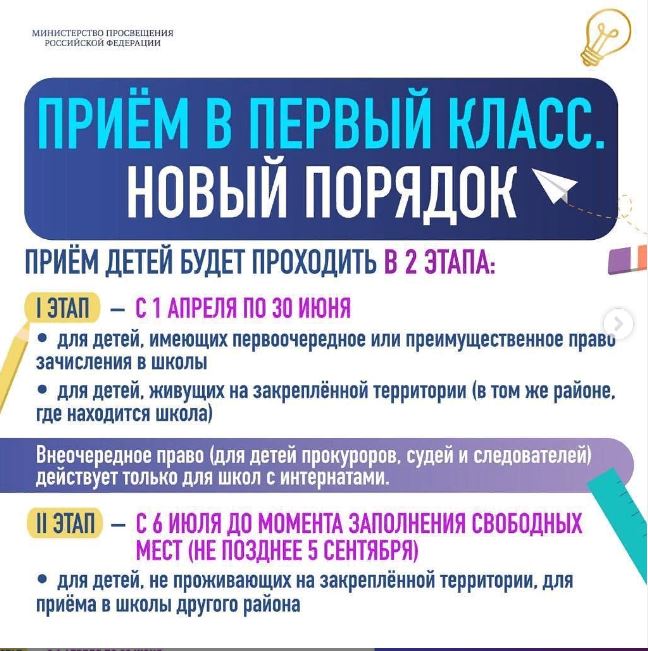 МИНИСТЕРСТВО ПРОСВЕЩЕНИЯ
РОССИЙСКОЙ ФЕДЕРАЦИИ
ПРИЁМ В ПЕРВЫЙ КЛАСС.
НОВЫЙ ПОРЯДОК
ПРИЁМ ДЕТЕЙ БУДЕТ ПРОХОДИТЬ В 2 ЭТАПА:
I ЭТАП – С 1 АПРЕЛЯ ПО 30 ИЮНЯ
• для детей, имеющих первоочередное или преимущественное право
зачисления в школы
• для детей, живущих на закреплённой территории (в том же районе,
где находится школа)
Внеочередное право (для детей прокуроров, судей и следователей)
действует только для школ с интернатами.
II ЭТАП – С 6 ИЮЛЯ ДО МОМЕНТА ЗАПОЛНЕНИЯ СВОБОДНЫХ
МЕСТ (НЕ ПОЗДНЕЕ 5 СЕНТЯБРЯ)
• для детей, не проживающих на закреплённой территории, для
приёма в школы другого района